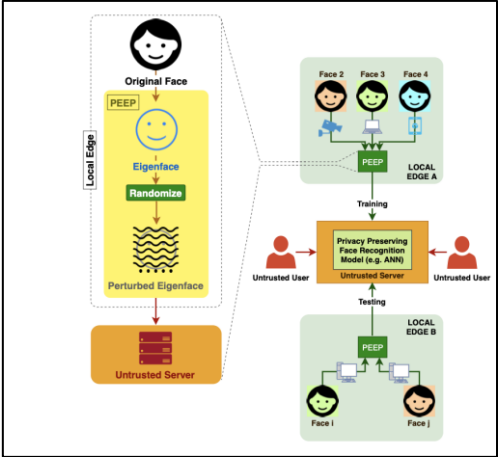 Original Face
PEEP
Local Edge
Eigenface
Randomize
Perturbed Eigenface
Untrusted Server
Face 2
Face 3
Face 4
PEEP
LOCAL
EDGE A
Training
Privacy Preserving
Face Recognition
Model (e.g. ANN)
Untrusted Server
Untrusted User
Untrusted User
Testing
LOCAL
EDGE B
PEEP
Face i
Face j